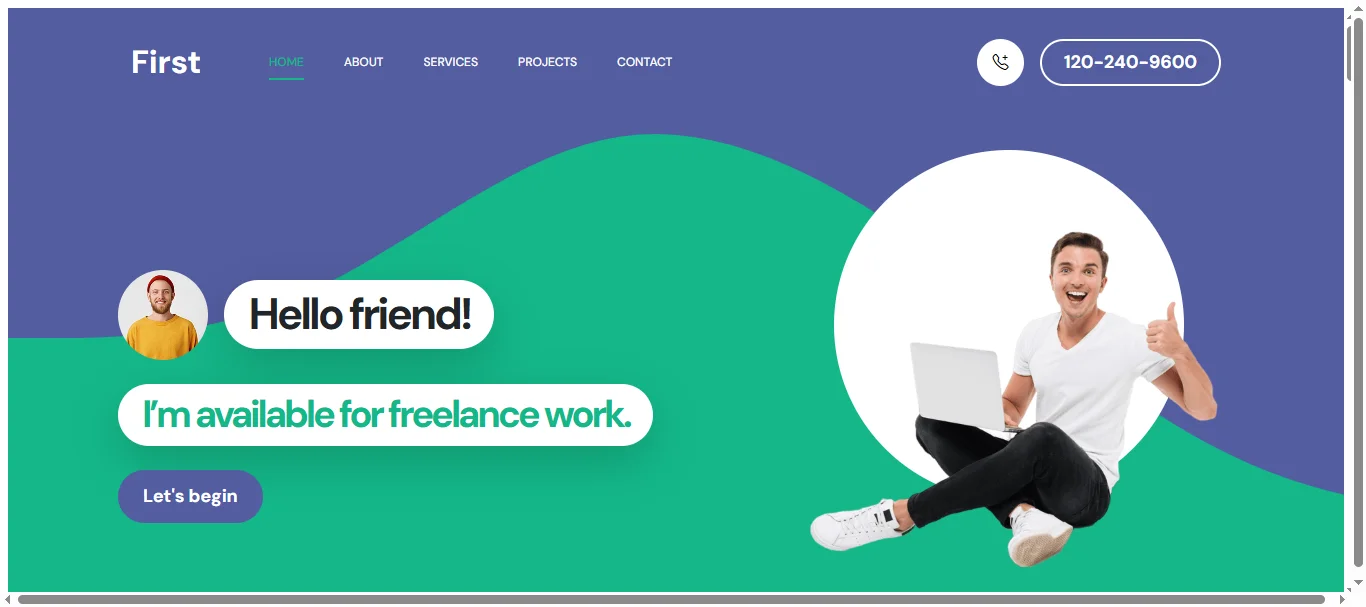 First
HOME ABOUT SERVICES PROJECTS CONTACT
120-240-9600
Hello friend!
I’m available for freelance work.
Let's begin